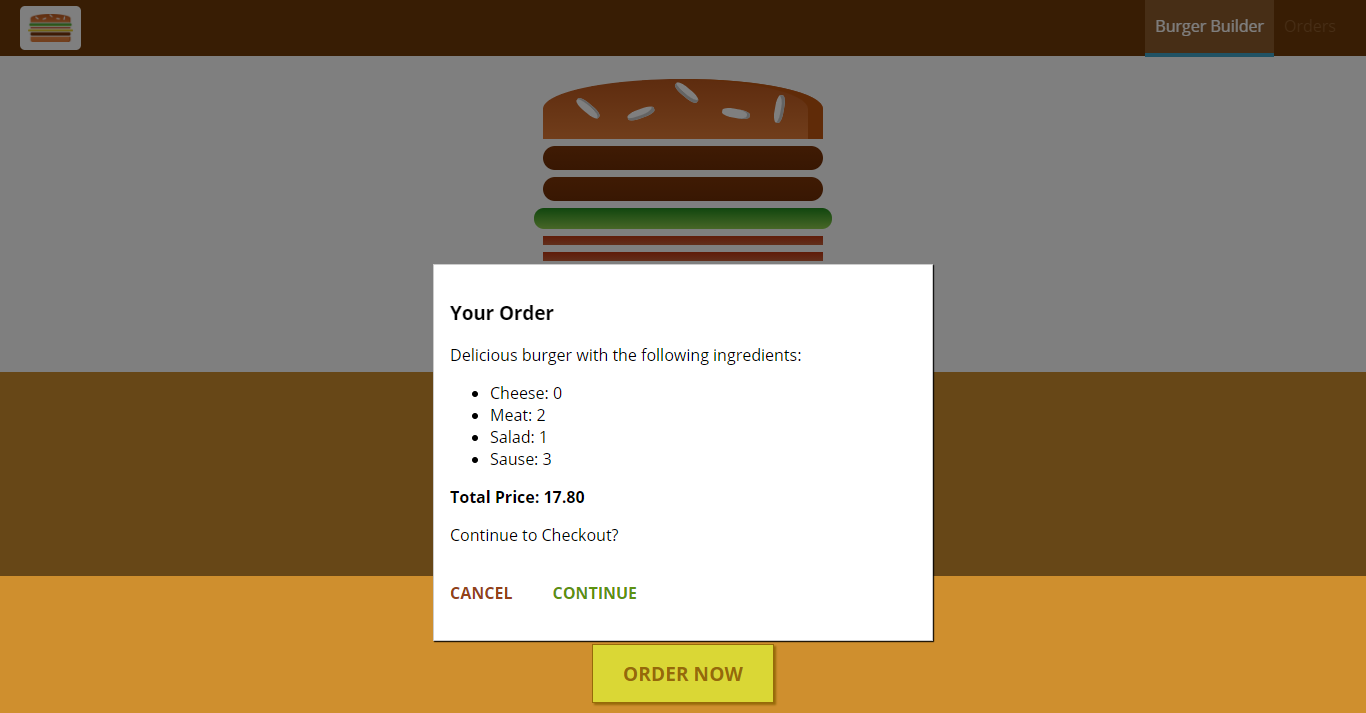 Burger Builder Orders
Your Order
Delicious burger with the following ingredients:
Cheese: 0
Meat: 2
Salad: 1
Sause: 3
Total Price: 17.80
Continue to Checkout?
CANCEL CONTINUE
ORDER NOW